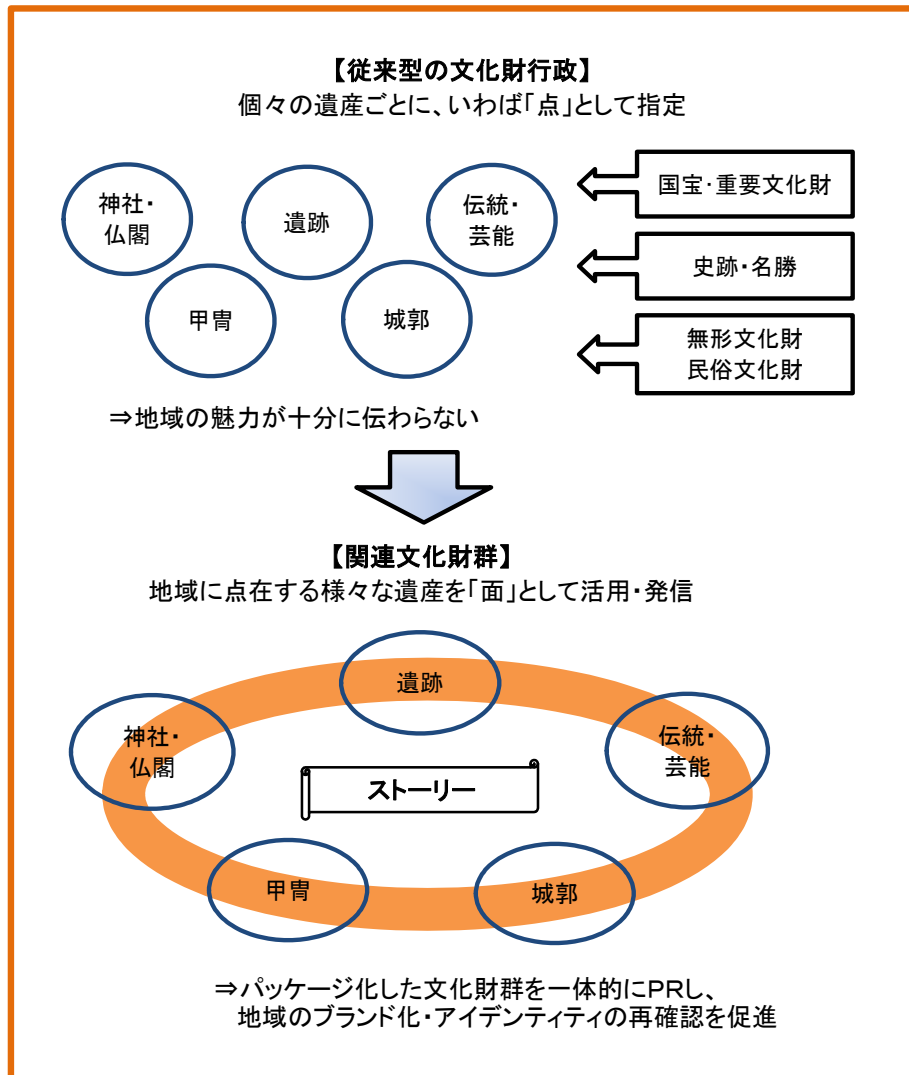 【従来型の文化財行政】
個々の遺産ごとに、いわば「点」として指定
神社・
仏閣
遺跡
伝統・
芸能
甲冑
城郭
国宝・重要文化財
史跡・名勝
無形文化財
民俗文化財
⇒地域の魅力が十分に伝わらない
【関連文化財群】
地域に点在する様々な遺産を「面」として活用・発信
遺跡
神社・
仏閣
伝統・
芸能
ストーリー
甲冑
城郭
⇒パッケージ化した文化財群を一体的にPRし、
地域のブランド化・アイデンティティの再確認を促進